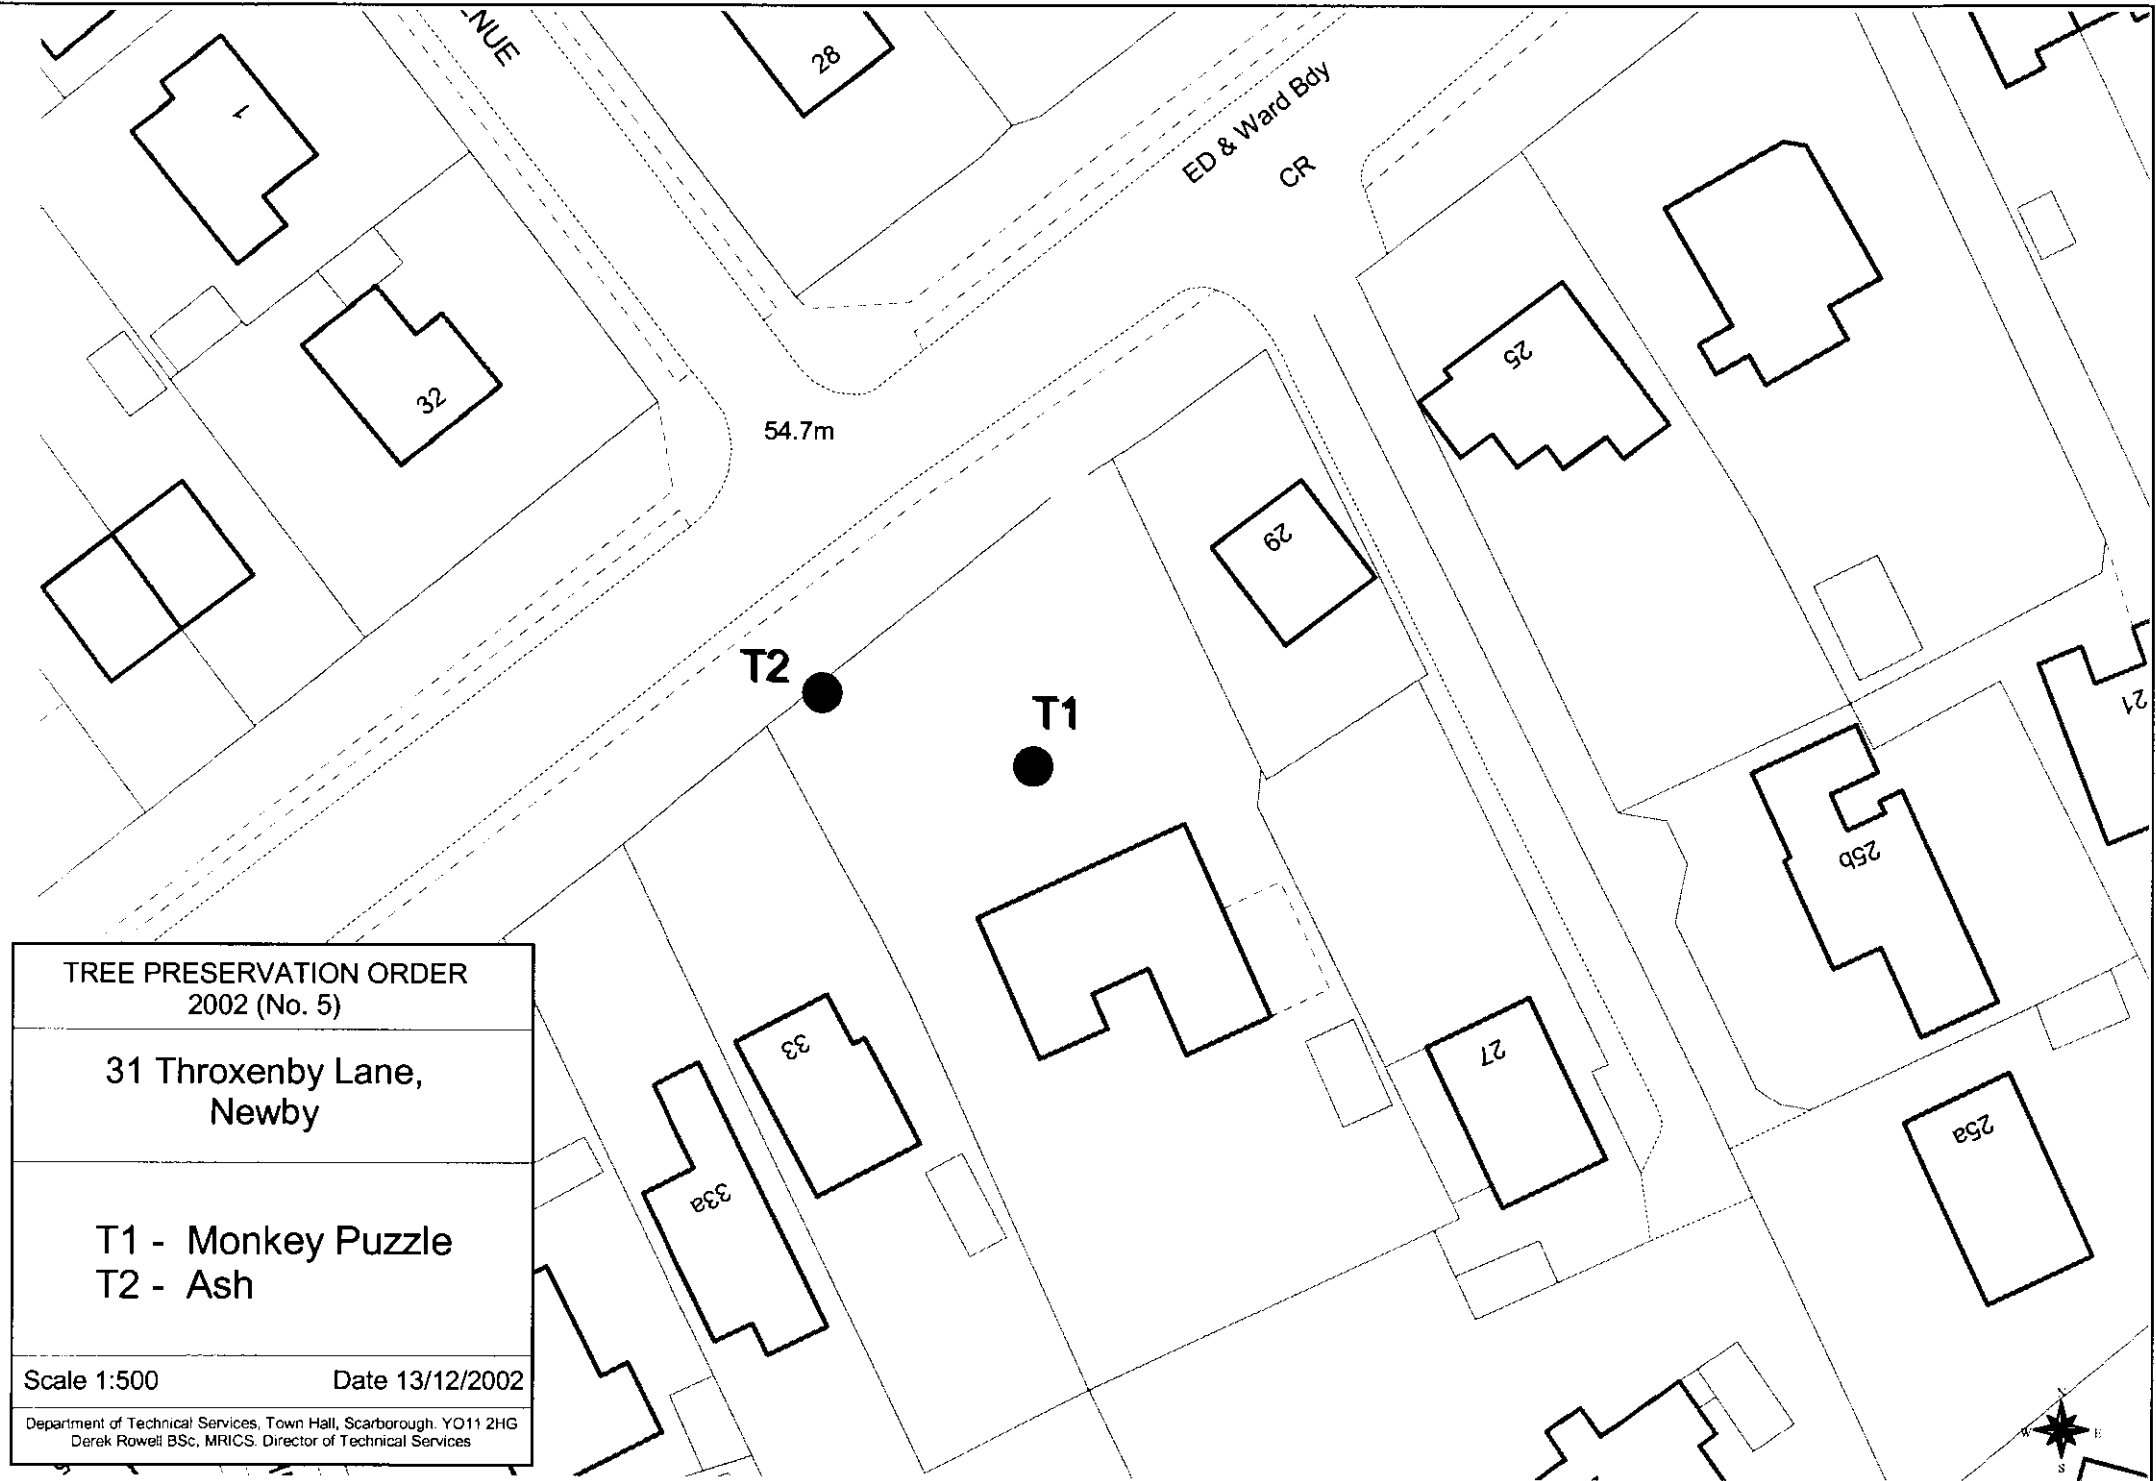 NUE
28
1
ED & Ward Bdy
CR
32
25
54.7m
29
T2
T1
21
25b
33
27
33a
25a
TREE PRESERVATION ORDER
2002 (No. 5)
31 Throxenby Lane,
Newby
T1 - Monkey Puzzle
T2 - Ash
Scale 1:500 Date 13/12/2002
Department of Technical Services, Town Hall, Scarborough. YO11 2HG
Derek Rowell BSc, MRICS. Director of Technical Services
N
W E
S